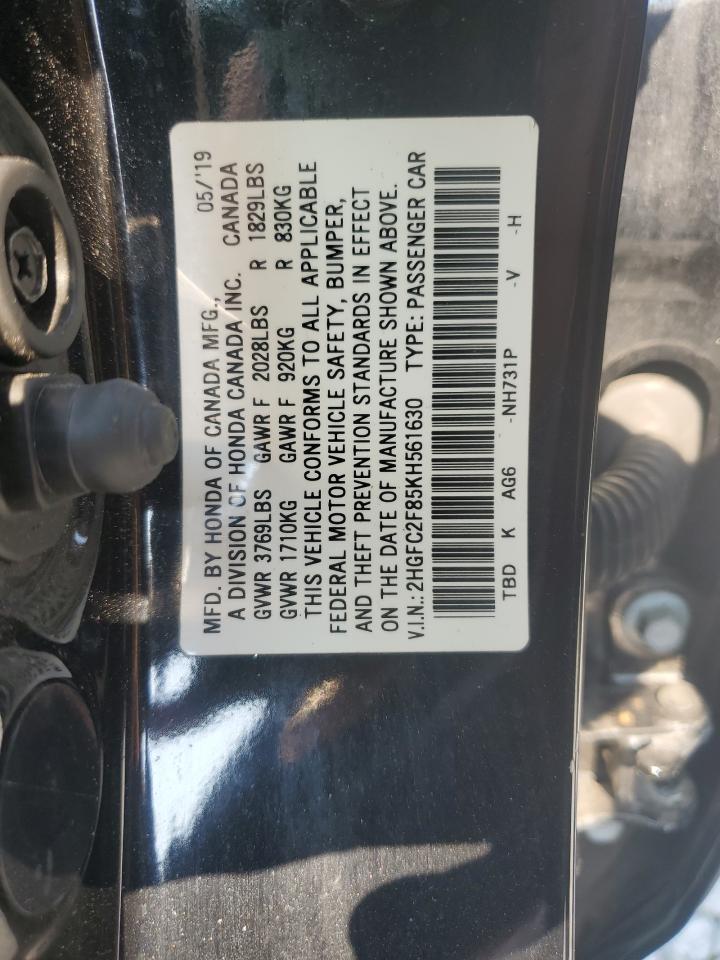 MFD. BY HONDA OF CANADA MFG., 05/'19
A DIVISION OF HONDA CANADA INC. CANADA
GVWR 3769LBS GAWR F 2028LBS R 1829LBS
GVWR 1710KG GAWR F 920KG R 830KG
THIS VEHICLE CONFORMS TO ALL APPLICABLE
FEDERAL MOTOR VEHICLE SAFETY, BUMPER,
AND THEFT PREVENTION STANDARDS IN EFFECT
ON THE DATE OF MANUFACTURE SHOWN ABOVE.
V.I.N.: 2HGFC2F85KH561630 TYPE: PASSENGER CAR
TBD K AG6 -NH731P -V -H